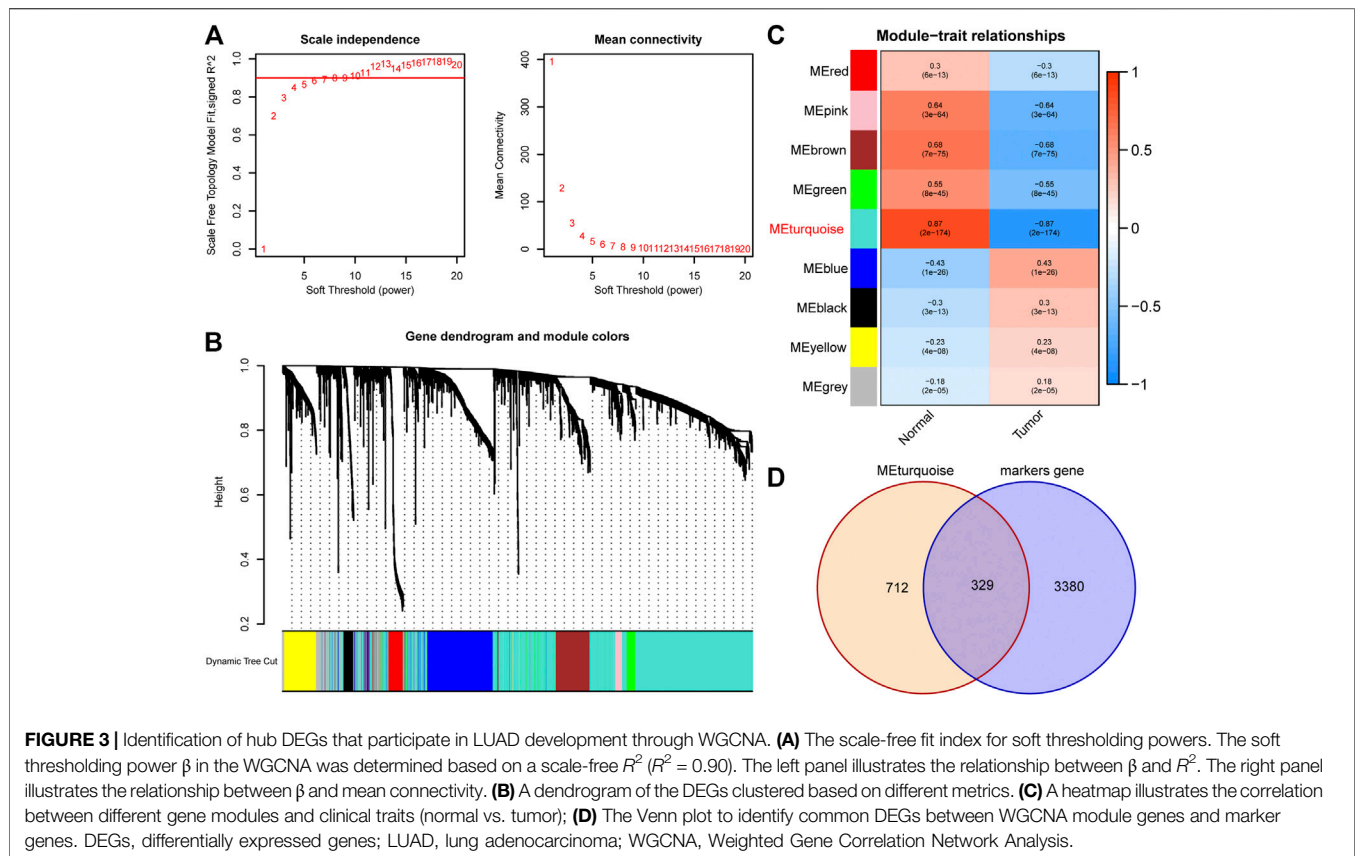 A
Scale independence
Scale Free Topology Model Fit,signed R^2
1.0
0.8
0.6
0.4
0.2
0.0
1
2
3
4
5
6
7
8
9
10
11
12
13
14
15
16
17
18
19
20
5
10
15
20
Soft Threshold (power)
Mean connectivity
Mean Connectivity
400
300
200
100
0
1
2
3
4
5
6
7
8
9
10
11
12
13
14
15
16
17
18
19
20
5
10
15
20
Soft Threshold (power)
B
Gene dendrogram and module colors
Height
1.0
0.8
0.6
0.4
0.2
Dynamic Tree Cut
C
Module−trait relationships
MEred
0.3
(6e−13)
−0.3
(6e−13)
MEpink
0.64
(3e−64)
−0.64
(3e−64)
MEbrown
0.68
(7e−75)
−0.68
(7e−75)
MEgreen
0.55
(8e−45)
−0.55
(8e−45)
MEturquoise
0.87
(2e−174)
−0.87
(2e−174)
MEblue
−0.43
(1e−26)
0.43
(1e−26)
MEblack
−0.3
(3e−13)
0.3
(3e−13)
MEyellow
−0.23
(4e−08)
0.23
(4e−08)
MEgrey
−0.18
(2e−05)
0.18
(2e−05)
Normal
Tumor
1
0.5
0
−0.5
−1
D
MEturquoise
markers gene
712
329
3380
FIGURE 3 | Identification of hub DEGs that participate in LUAD development through WGCNA. (A) The scale-free fit index for soft thresholding powers. The soft
thresholding power β in the WGCNA was determined based on a scale-free R² (R² = 0.90). The left panel illustrates the relationship between β and R². The right panel
illustrates the relationship between β and mean connectivity. (B) A dendrogram of the DEGs clustered based on different metrics. (C) A heatmap illustrates the correlation
between different gene modules and clinical traits (normal vs. tumor); (D) The Venn plot to identify common DEGs between WGCNA module genes and marker
genes. DEGs, differentially expressed genes; LUAD, lung adenocarcinoma; WGCNA, Weighted Gene Correlation Network Analysis.